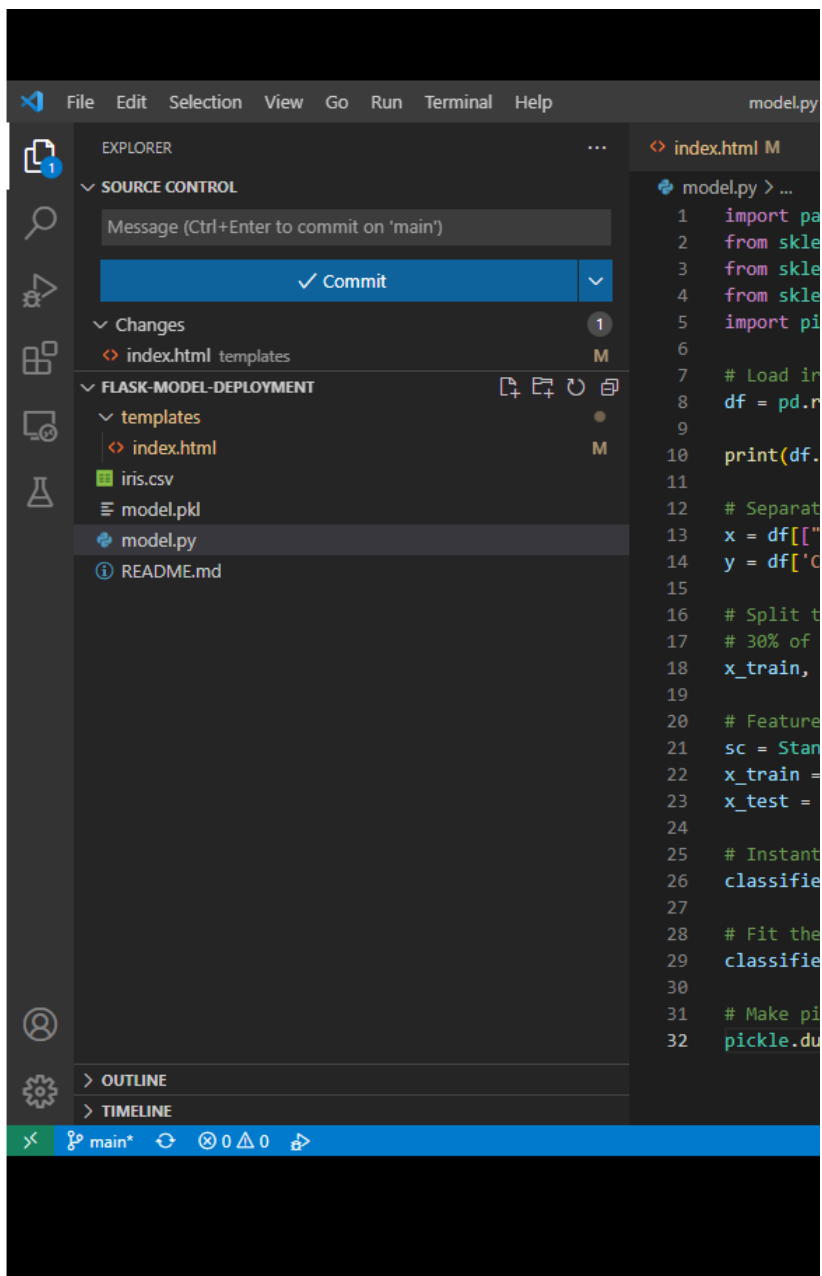 File Edit Selection View Go Run Terminal Help model.py
EXPLORER ...
SOURCE CONTROL
Message (Ctrl+Enter to commit on 'main')
Commit
Changes 1
index.html templates M
FLASK-MODEL-DEPLOYMENT
templates
index.html M
iris.csv
model.pkl
model.py
README.md
OUTLINE
TIMELINE
1
index.html M
model.py > ...
1 import pa
2 from skle
3 from skle
4 from skle
5 import pi
6
7 # Load ir
8 df = pd.r
9
10 print(df.
11
12 # Separat
13 x = df[["
14 y = df['C
15
16 # Split t
17 # 30% of
18 x_train,
19
20 # Feature
21 sc = Stan
22 x_train =
23 x_test =
24
25 # Instant
26 classifie
27
28 # Fit the
29 classifie
30
31 # Make pi
32 pickle.du
main* 0 0